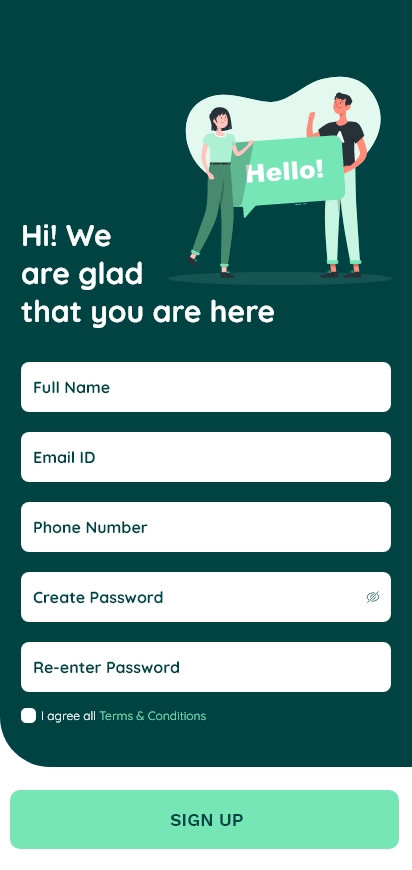 Hello!
Hi! We
are glad
that you are here
Full Name
Email ID
Phone Number
Create Password
Re-enter Password
I agree all Terms & Conditions
SIGN UP